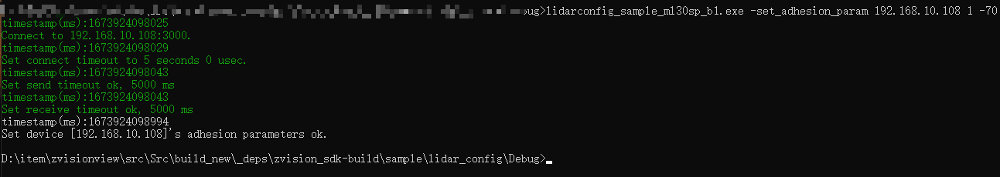 bug>lidarconfig_sample_ml30sp_b1.exe -set_adhesion_param 192.168.10.108 1 -70
timestamp(ms):1673924098025
Connect to 192.168.10.108:3000.
timestamp(ms):1673924098029
Set connect timeout to 5 seconds 0 usec.
timestamp(ms):1673924098043
Set send timeout ok, 5000 ms
timestamp(ms):1673924098043
Set receive timeout ok, 5000 ms
timestamp(ms):1673924098994
Set device [192.168.10.108]'s adhesion parameters ok.
D:\item\zvisionview\src\Src\build_new\_deps\zvision_sdk-build\sample\lidar_config\Debug>